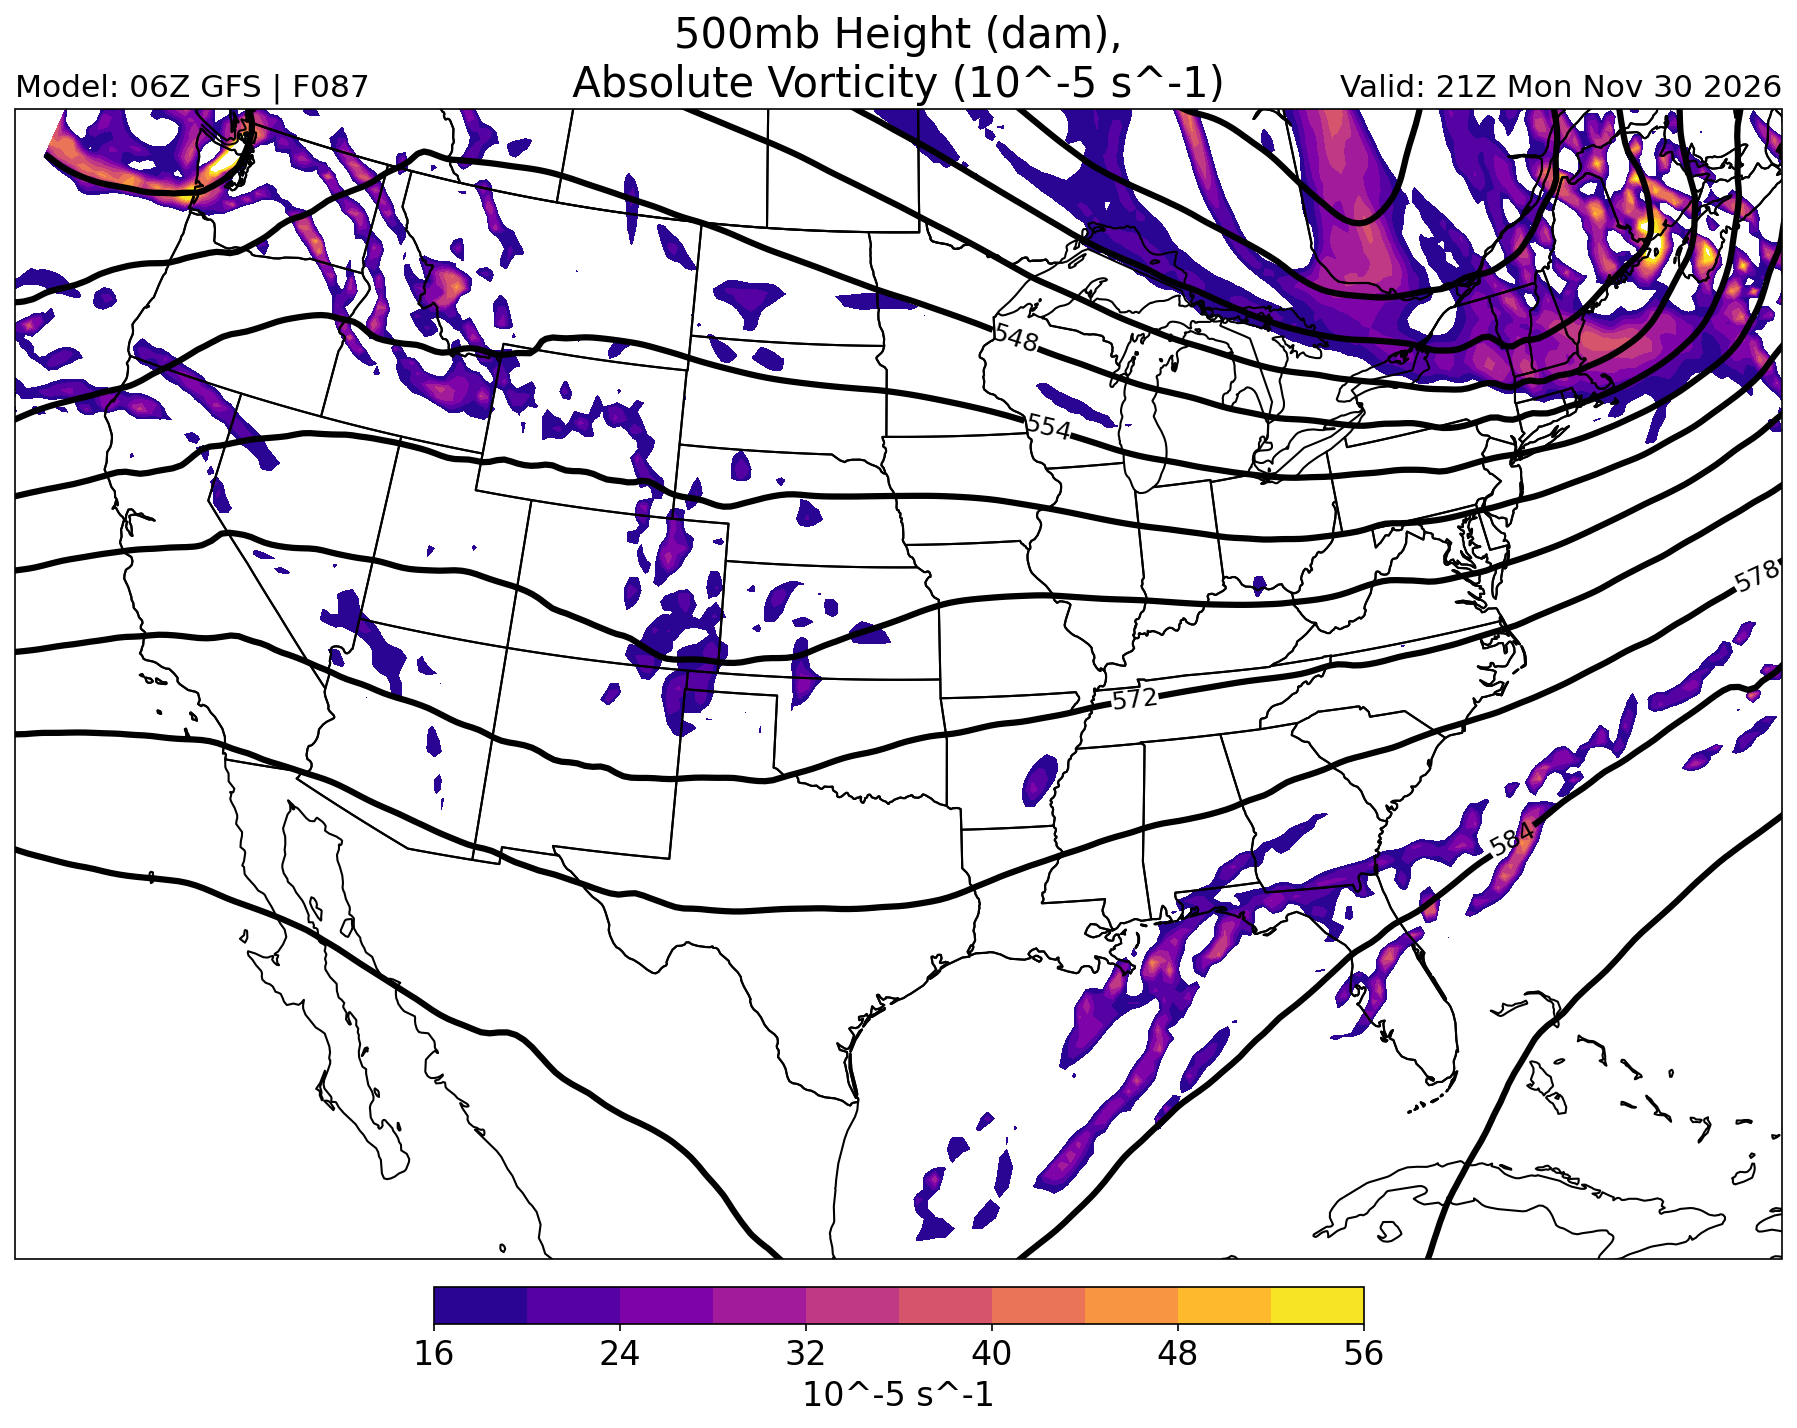 500mb Height (dam),
Absolute Vorticity (10^-5 s^-1)
Model: 06Z GFS | F087
Valid: 21Z Mon Nov 30 2026
548
554
578
572
584
16 24 32 40 48 56
10^-5 s^-1